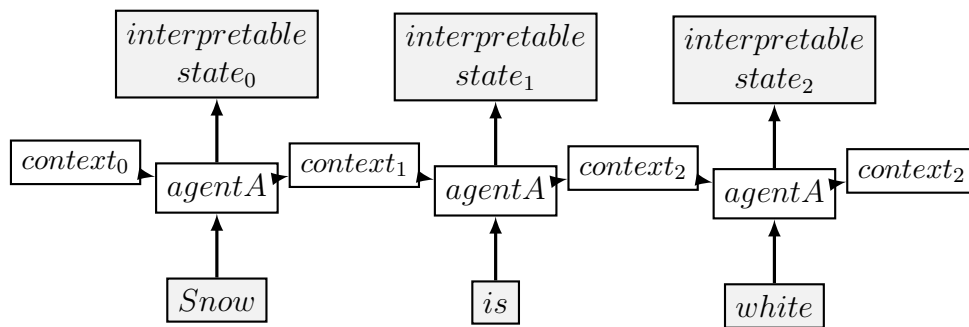 interpretable
state₀
interpretable
state₁
interpretable
state₂
context₀
agentA
context₁
agentA
context₂
agentA
context₂
Snow
is
white